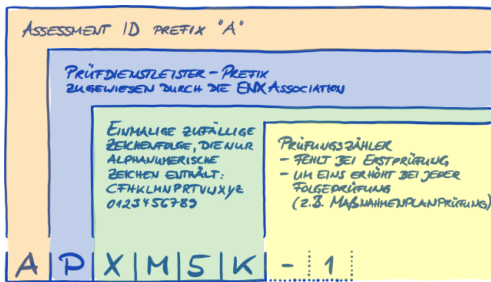 ASSESSMENT ID PREFIX "A"
PRÜFDIENSTLEISTER-PREFIX
ZUGEWIESEN DURCH DIE ENX ASSOCIATION
EINMALIGE ZUFÄLLIGE
ZEICHENFOLGE, DIE NUR
ALPHANUMERISCHE
ZEICHEN ENTHÄLT:
CFHKLMNPRTVWXYZ
0123456789
PRÜFUNGSZÄHLER
- FEHLT BEI ERSTPRÜFUNG
- UM EINS ERHÖHT BEI JEDER
FOLGEPRÜFUNG
(Z.B. MAẞNAHMENPLANPRÜFUNG)
A P X M 5 K - 1